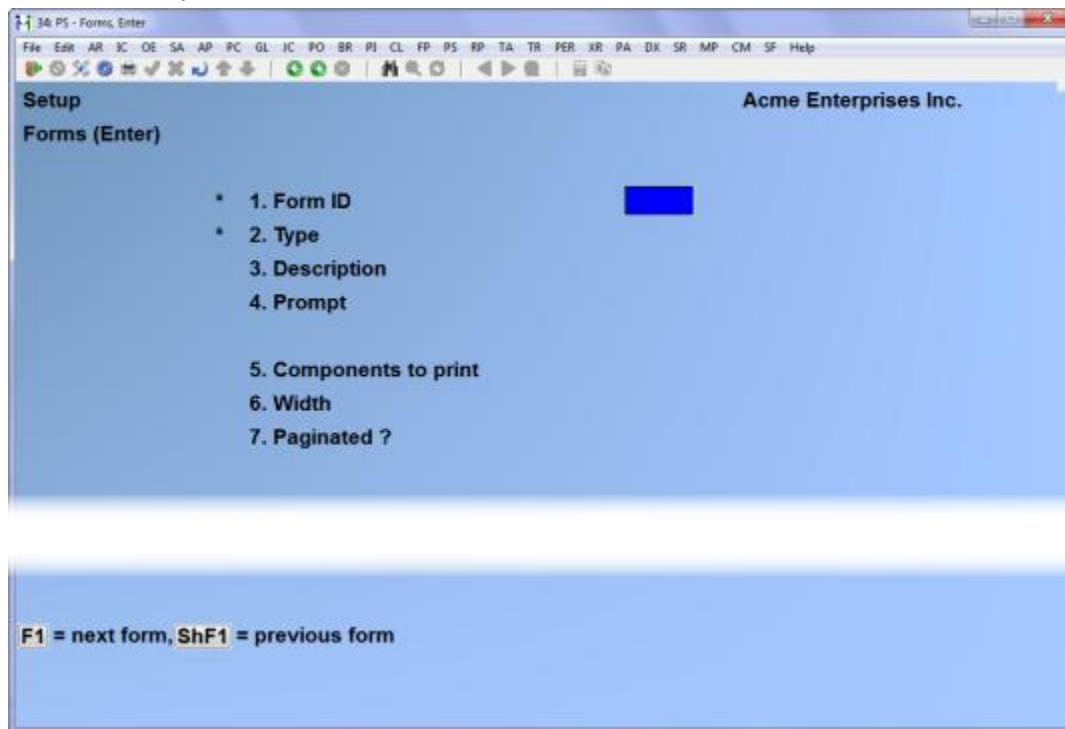 34: PS - Forms, Enter
File Edit AR IC OE SA AP PC GL IC PO BR PI CL FP PS RP TA TR PER XR PA DX SR MP CM SF Help
Setup Acme Enterprises Inc.
Forms (Enter)
* 1. Form ID
* 2. Type
3. Description
4. Prompt
5. Components to print
6. Width
7. Paginated ?
F1 = next form, ShF1 = previous form